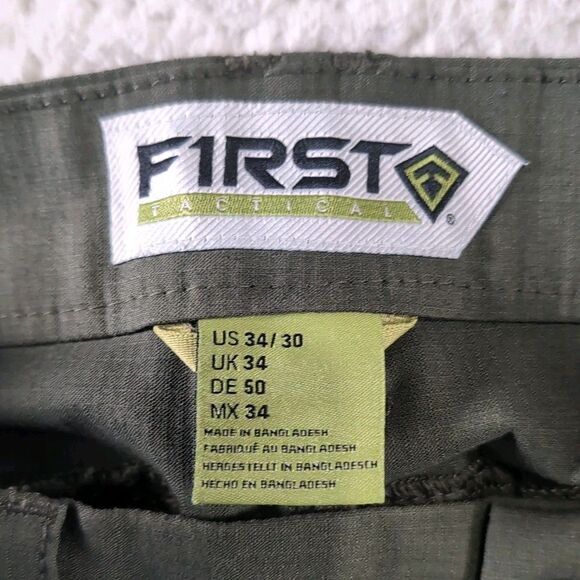 F1RST
TACTICAL
®
US 34/30
UK 34
DE 50
MX 34
MADE IN BANGLADESH
FABRIQUÉ AU BANGLADESH
HERGESTELLT IN BANGLADESCH
HECHO EN BANGLADESH